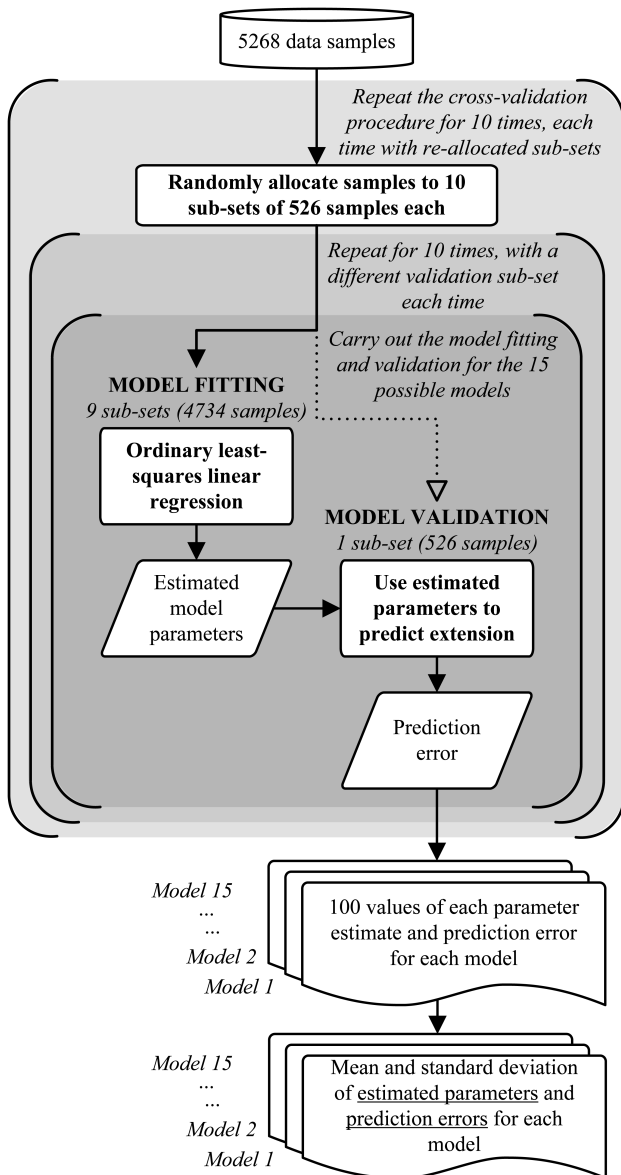 5268 data samples
Repeat the cross-validation
procedure for 10 times, each
time with re-allocated sub-sets
Randomly allocate samples to 10
sub-sets of 526 samples each
Repeat for 10 times, with a
different validation sub-set
each time
Carry out the model fitting
and validation for the 15
possible models
MODEL FITTING
9 sub-sets (4734 samples)
Ordinary least-
squares linear
regression
MODEL VALIDATION
1 sub-set (526 samples)
Estimated
model
parameters
Use estimated
parameters to
predict extension
Prediction
error
Model 15
...
...
Model 2
Model 1
100 values of each parameter
estimate and prediction error
for each model
Model 15
...
...
Model 2
Model 1
Mean and standard deviation
of estimated parameters and
prediction errors for each
model